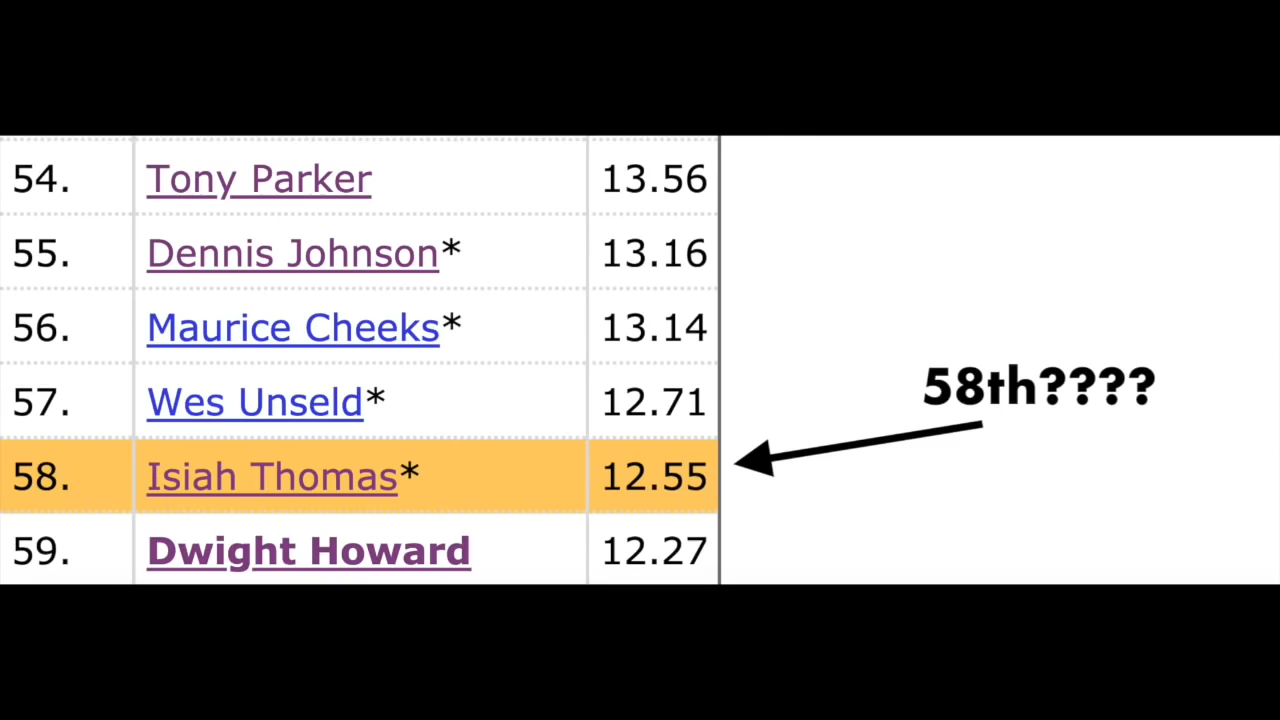 54. Tony Parker 13.56
55. Dennis Johnson* 13.16
56. Maurice Cheeks* 13.14
57. Wes Unseld* 12.71
58th????
58. Isiah Thomas* 12.55
59. Dwight Howard 12.27